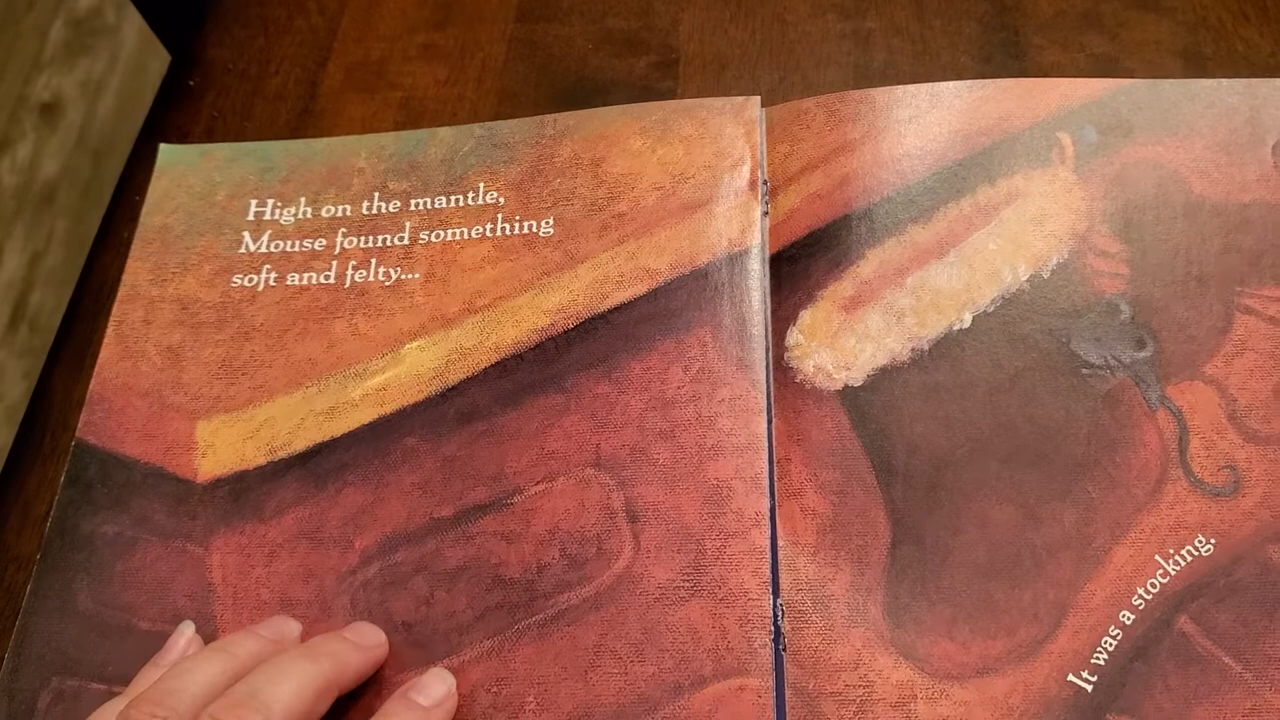 High on the mantle,
Mouse found something
soft and felty...
It was a stocking.